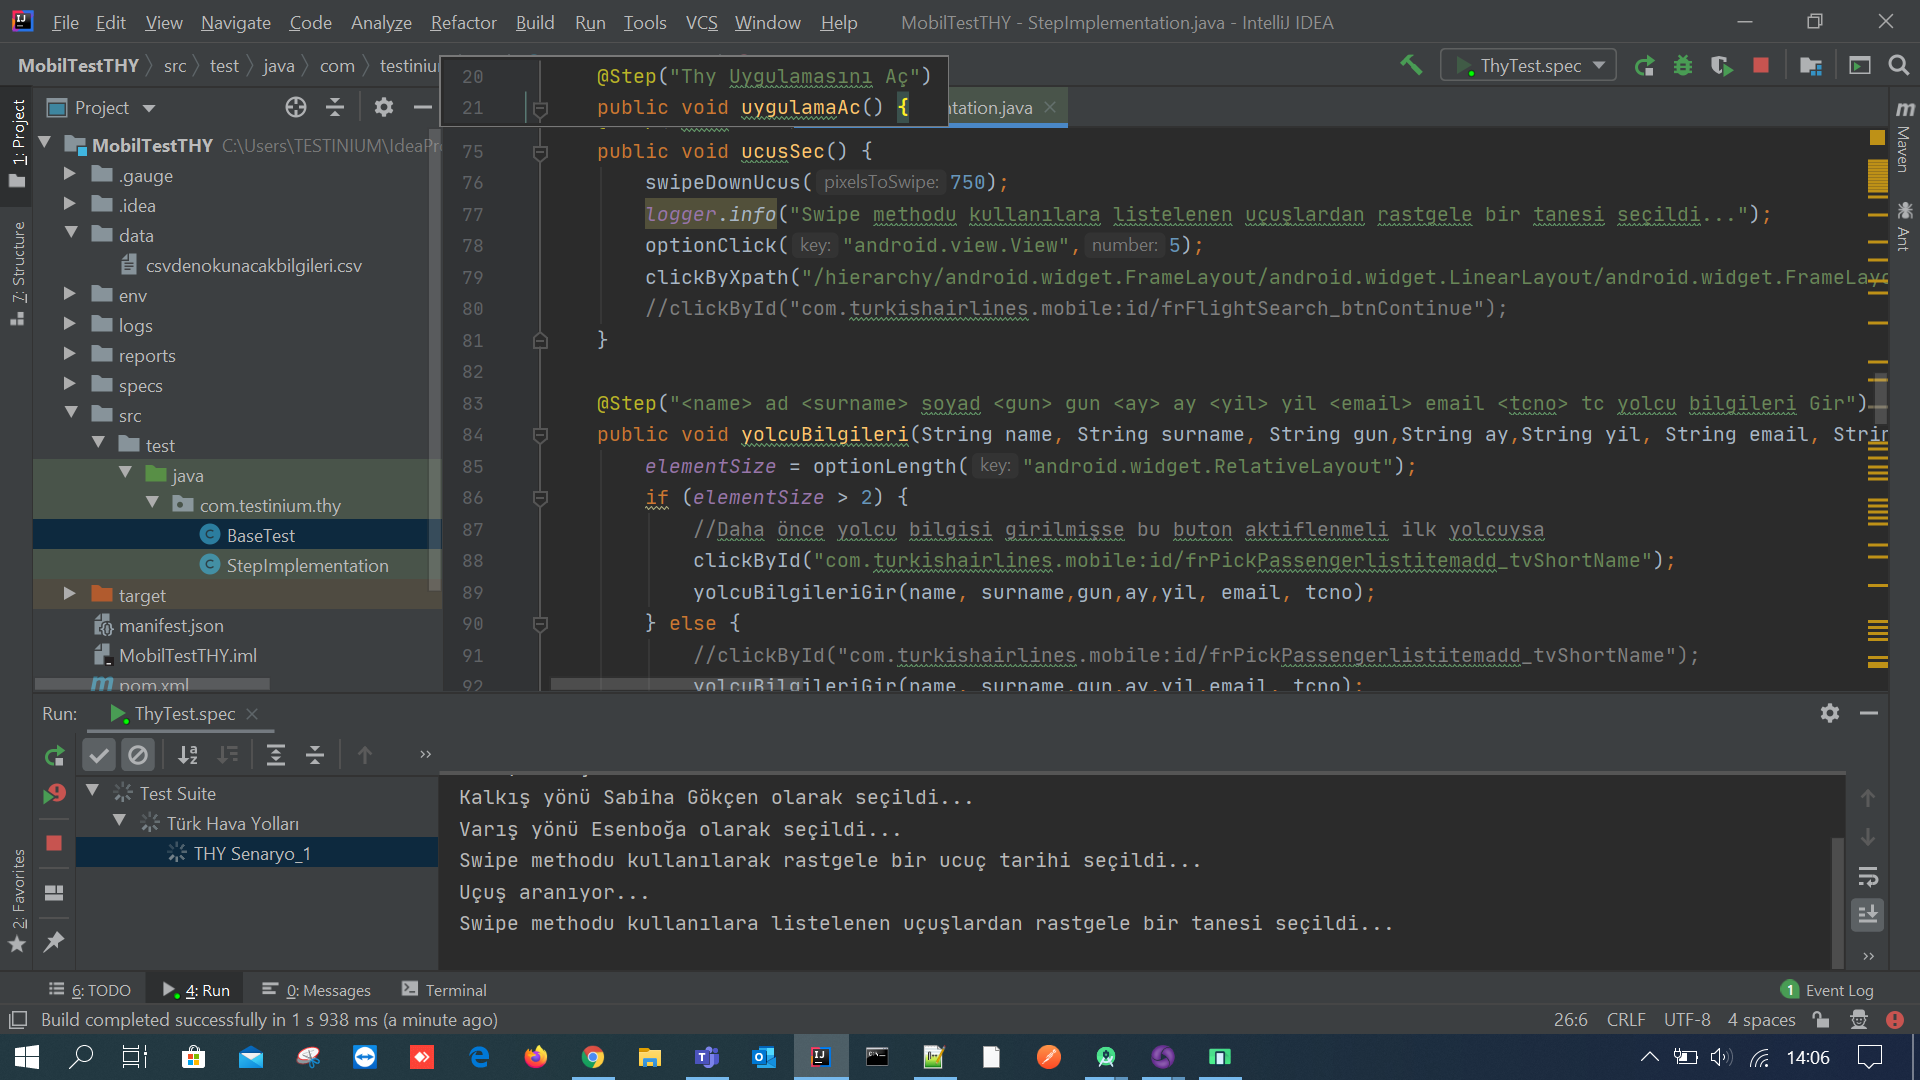 File Edit View Navigate Code Analyze Refactor Build Run Tools VCS Window Help MobilTestTHY - StepImplementation.java - IntelliJ IDEA
MobilTestTHY src test java com ThyTest.spec
20 @Step("Thy Uygulamasını Aç")
21 public void uygulamaAc() {
Project
MobilTestTHY
.gauge
.idea
data
csvdenokunacakbilgileri.csv
env
logs
reports
specs
src
test
java
com.testinium.thy
BaseTest
StepImplementation
target
manifest.json
MobilTestTHY.iml
pom.xml
75 public void ucusSec() {
76 swipeDownUcus( pixelsToSwipe: 750);
77 logger.info("Swipe methodu kullanılara listelenen uçuşlardan rastgele bir tanesi seçildi...");
78 optionClick( key: "android.view.View", number: 5);
79 clickByXpath("/hierarchy/android.widget.FrameLayout/android.widget.LinearLayout/android.widget.FrameLayo
80 //clickById("com.turkishairlines.mobile:id/frFlightSearch_btnContinue");
81 }
82
83 @Step("<name> ad <surname> soyad <gun> gun <ay> ay <yil> yil <email> email <tcno> tc yolcu bilgileri Gir")
84 public void yolcuBilgileri(String name, String surname, String gun,String ay,String yil, String email, Strin
85 elementSize = optionLength( key: "android.widget.RelativeLayout");
86 if (elementSize > 2) {
87 //Daha önce yolcu bilgisi girilmişse bu buton aktiflenmeli ilk yolcuysa
88 clickById("com.turkishairlines.mobile:id/frPickPassengerlistitemadd_tvShortName");
89 yolcuBilgileriGir(name, surname,gun,ay,yil, email, tcno);
90 } else {
91 //clickById("com.turkishairlines.mobile:id/frPickPassengerlistitemadd_tvShortName");
92 yolcuBilgileriGir(name, surname,gun,ay,yil,email, tcno);
1: Project
7: Structure
2: Favorites
Maven
Ant
Run: ThyTest.spec
Test Suite
Türk Hava Yolları
THY Senaryo_1
Kalkış yönü Sabiha Gökçen olarak seçildi...
Varış yönü Esenboğa olarak seçildi...
Swipe methodu kullanılarak rastgele bir ucuç tarihi seçildi...
Uçuş aranıyor...
Swipe methodu kullanılara listelenen uçuşlardan rastgele bir tanesi seçildi...
6: TODO 4: Run 0: Messages Terminal 1 Event Log
Build completed successfully in 1 s 938 ms (a minute ago) 26:6 CRLF UTF-8 4 spaces
14:06